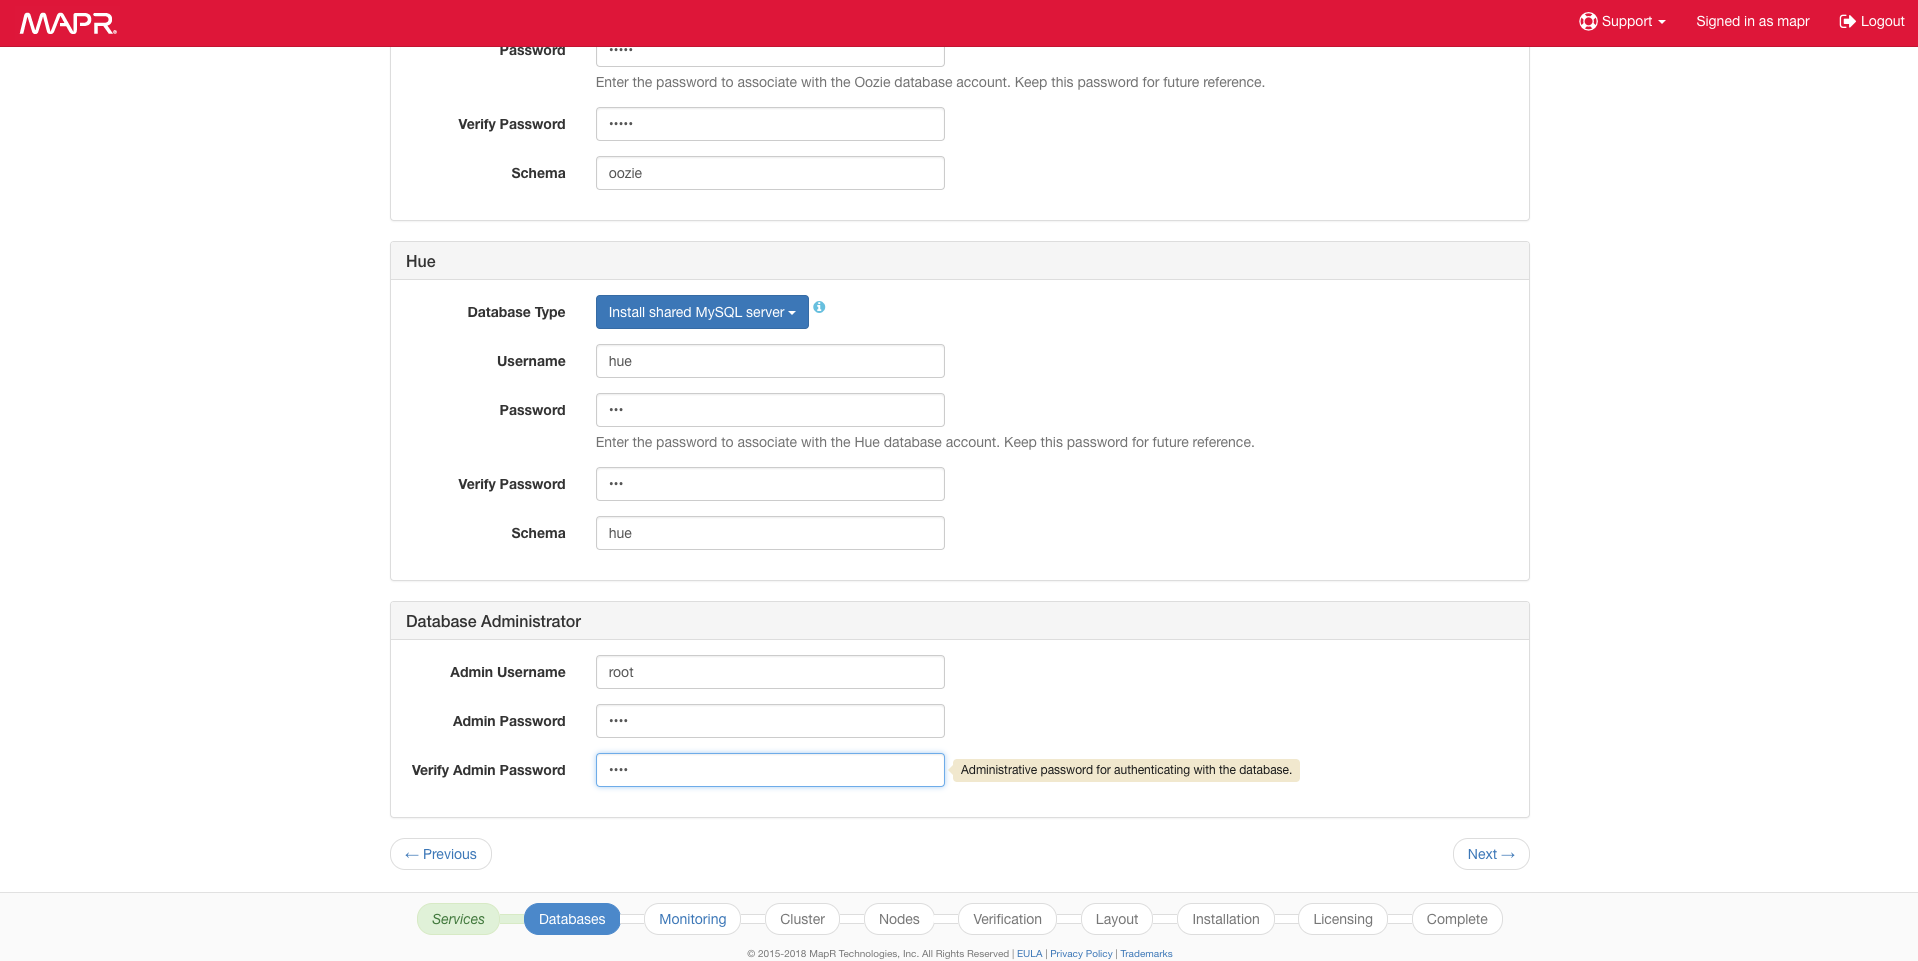 MAPR
Support
Signed in as mapr
Logout
Password
•••••
Enter the password to associate with the Oozie database account. Keep this password for future reference.
Verify Password
•••••
Schema
oozie
Hue
Database Type
Install shared MySQL server
Username
hue
Password
•••
Enter the password to associate with the Hue database account. Keep this password for future reference.
Verify Password
•••
Schema
hue
Database Administrator
Admin Username
root
Admin Password
••••
Verify Admin Password
••••
Administrative password for authenticating with the database.
← Previous
Next →
Services
Databases
Monitoring
Cluster
Nodes
Verification
Layout
Installation
Licensing
Complete
© 2015-2018 MapR Technologies, Inc. All Rights Reserved | EULA | Privacy Policy | Trademarks